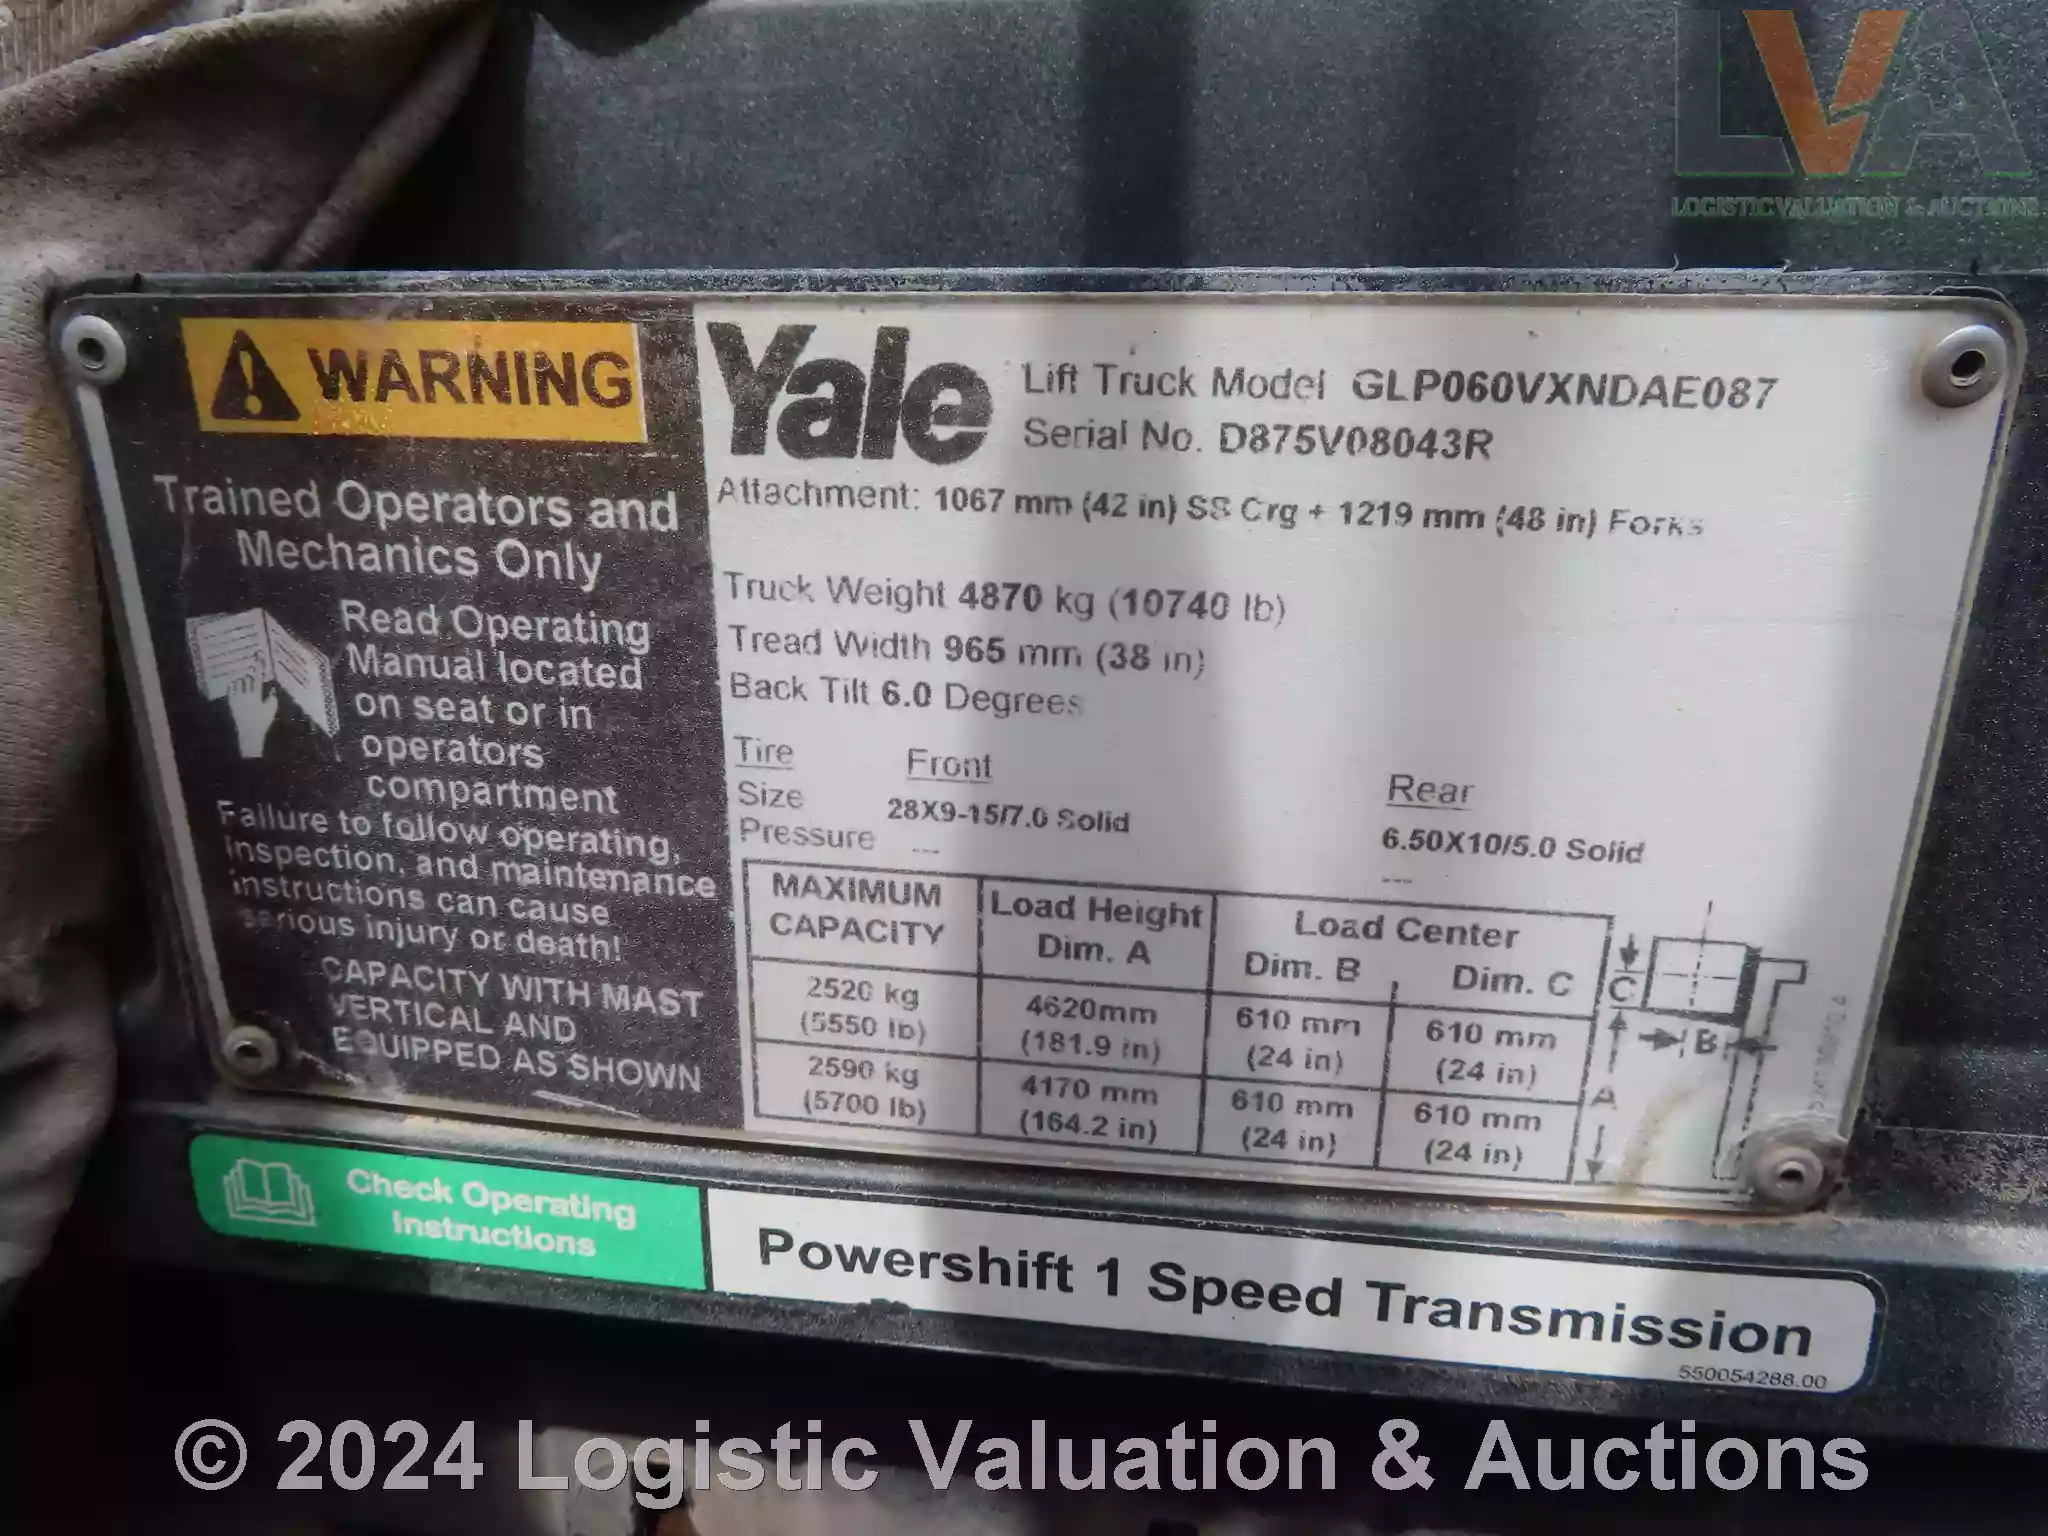 LVA
LOGISTIC VALUATION & AUCTIONS
WARNING
Trained Operators and
Mechanics Only
Read Operating
Manual located
on seat or in
operators
compartment
Failure to follow operating,
inspection, and maintenance
instructions can cause
serious injury or death!
CAPACITY WITH MAST
VERTICAL AND
EQUIPPED AS SHOWN
Yale
Lift Truck Model GLP060VXNDAE087
Serial No. D875V08043R
Attachment: 1067 mm (42 in) SS Crg + 1219 mm (48 in) Forks
Truck Weight 4870 kg (10740 lb)
Tread Width 965 mm (38 in)
Back Tilt 6.0 Degrees
Tire Front Rear
Size 28X9-15/7.0 Solid 6.50X10/5.0 Solid
Pressure --- ---
MAXIMUM Load Height Load Center
CAPACITY Dim. A Dim. B Dim. C
2520 kg 4620mm 610 mm 610 mm
(5550 lb) (181.9 in) (24 in) (24 in)
2590 kg 4170 mm 610 mm 610 mm
(5700 lb) (164.2 in) (24 in) (24 in)
C
B
A
Check Operating
Instructions
Powershift 1 Speed Transmission
550054288.00
© 2024 Logistic Valuation & Auctions